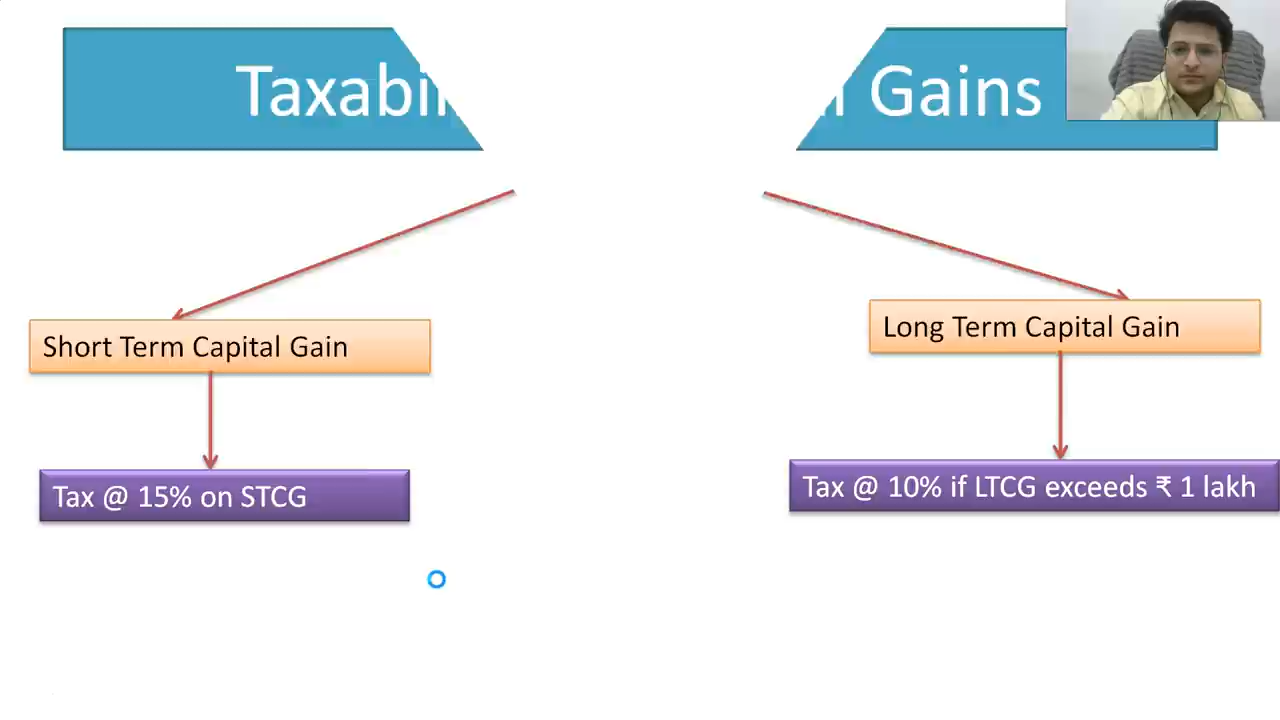 Taxabi Gains
Short Term Capital Gain
Long Term Capital Gain
Tax @ 15% on STCG
Tax @ 10% if LTCG exceeds ₹ 1 lakh